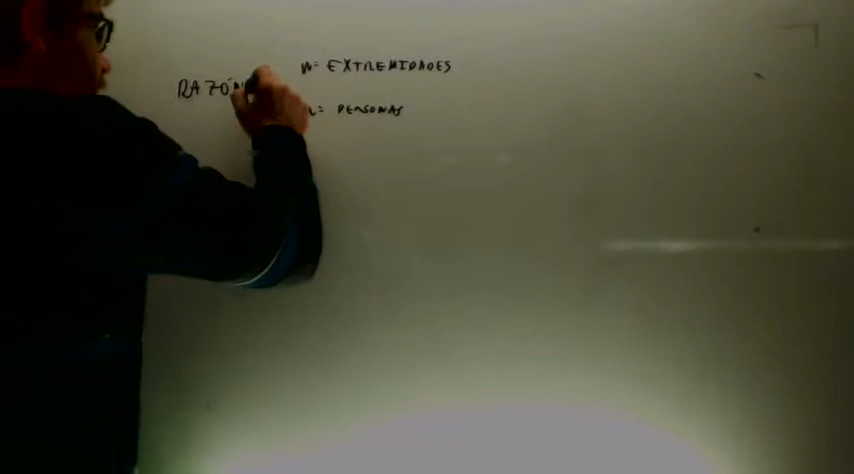 RAZÓN
W= EXTREMIDADES
= PERSONAS